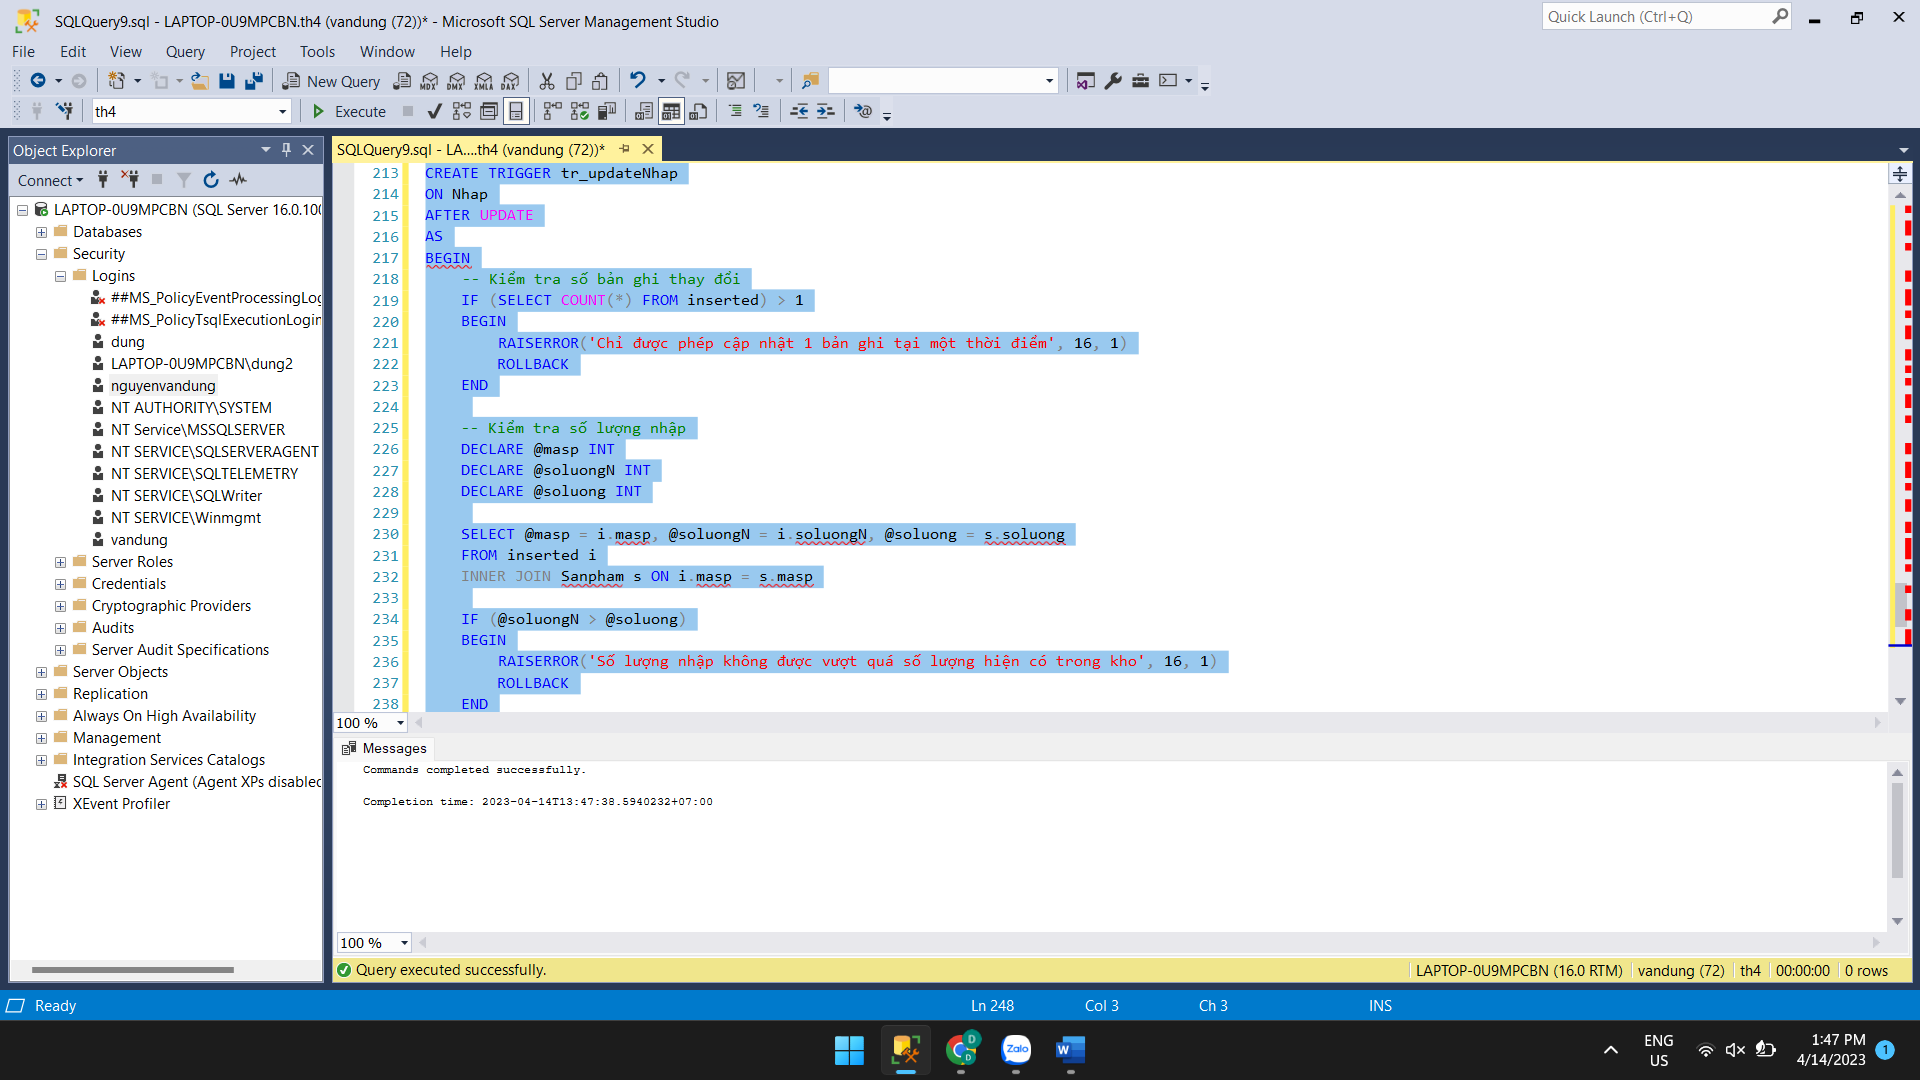 SQLQuery9.sql - LAPTOP-0U9MPCBN.th4 (vandung (72))* - Microsoft SQL Server Management Studio
Quick Launch (Ctrl+Q)
File Edit View Query Project Tools Window Help
New Query MDX DMX XMLA DAX
th4 Execute
Object Explorer
Connect
LAPTOP-0U9MPCBN (SQL Server 16.0.100
Databases
Security
Logins
##MS_PolicyEventProcessingLog
##MS_PolicyTsqlExecutionLogin
dung
LAPTOP-0U9MPCBN\dung2
nguyenvandung
NT AUTHORITY\SYSTEM
NT Service\MSSQLSERVER
NT SERVICE\SQLSERVERAGENT
NT SERVICE\SQLTELEMETRY
NT SERVICE\SQLWriter
NT SERVICE\Winmgmt
vandung
Server Roles
Credentials
Cryptographic Providers
Audits
Server Audit Specifications
Server Objects
Replication
Always On High Availability
Management
Integration Services Catalogs
SQL Server Agent (Agent XPs disabled
XEvent Profiler
SQLQuery9.sql - LA....th4 (vandung (72))*
213 CREATE TRIGGER tr_updateNhap
214 ON Nhap
215 AFTER UPDATE
216 AS
217 BEGIN
218 -- Kiểm tra số bản ghi thay đổi
219 IF (SELECT COUNT(*) FROM inserted) > 1
220 BEGIN
221 RAISERROR('Chỉ được phép cập nhật 1 bản ghi tại một thời điểm', 16, 1)
222 ROLLBACK
223 END
224
225 -- Kiểm tra số lượng nhập
226 DECLARE @masp INT
227 DECLARE @soluongN INT
228 DECLARE @soluong INT
229
230 SELECT @masp = i.masp, @soluongN = i.soluongN, @soluong = s.soluong
231 FROM inserted i
232 INNER JOIN Sanpham s ON i.masp = s.masp
233
234 IF (@soluongN > @soluong)
235 BEGIN
236 RAISERROR('Số lượng nhập không được vượt quá số lượng hiện có trong kho', 16, 1)
237 ROLLBACK
238 END
100 %
Messages
Commands completed successfully.
Completion time: 2023-04-14T13:47:38.5940232+07:00
100 %
Query executed successfully.
LAPTOP-0U9MPCBN (16.0 RTM) vandung (72) th4 00:00:00 0 rows
Ready Ln 248 Col 3 Ch 3 INS
D
D
Zalo
W
ENG
US
1:47 PM
4/14/2023
1